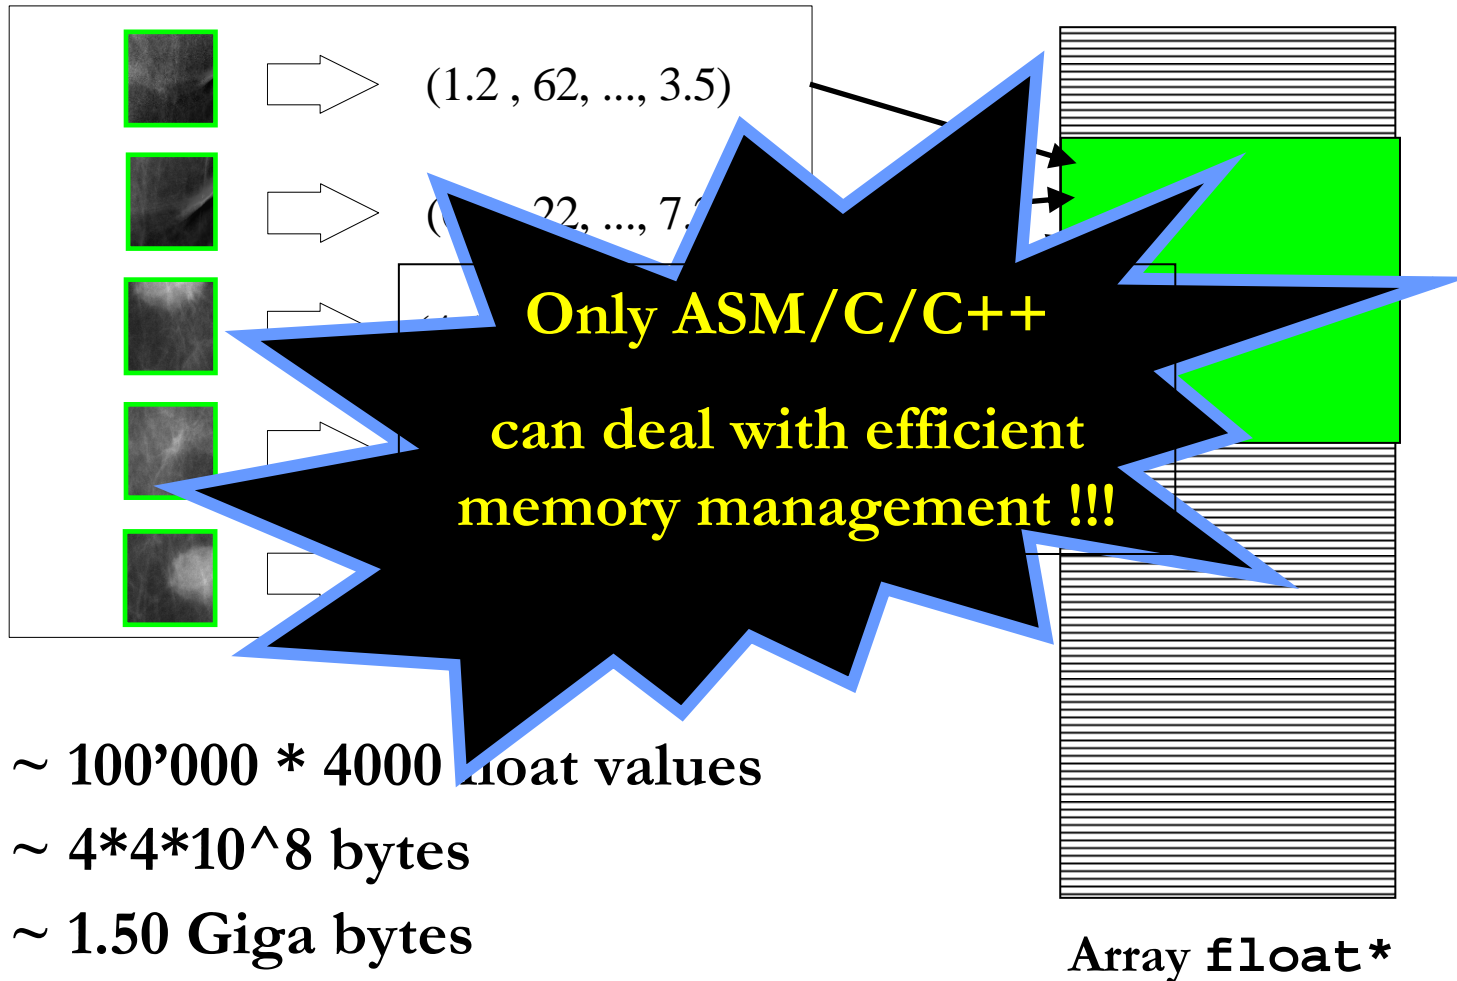 (1.2 , 62, ..., 3.5)
22, ..., 7.
Only ASM/C/C++
can deal with efficient
memory management !!!
~ 100’000 * 4000 float values
~ 4*4*10^8 bytes
~ 1.50 Giga bytes
Array float*